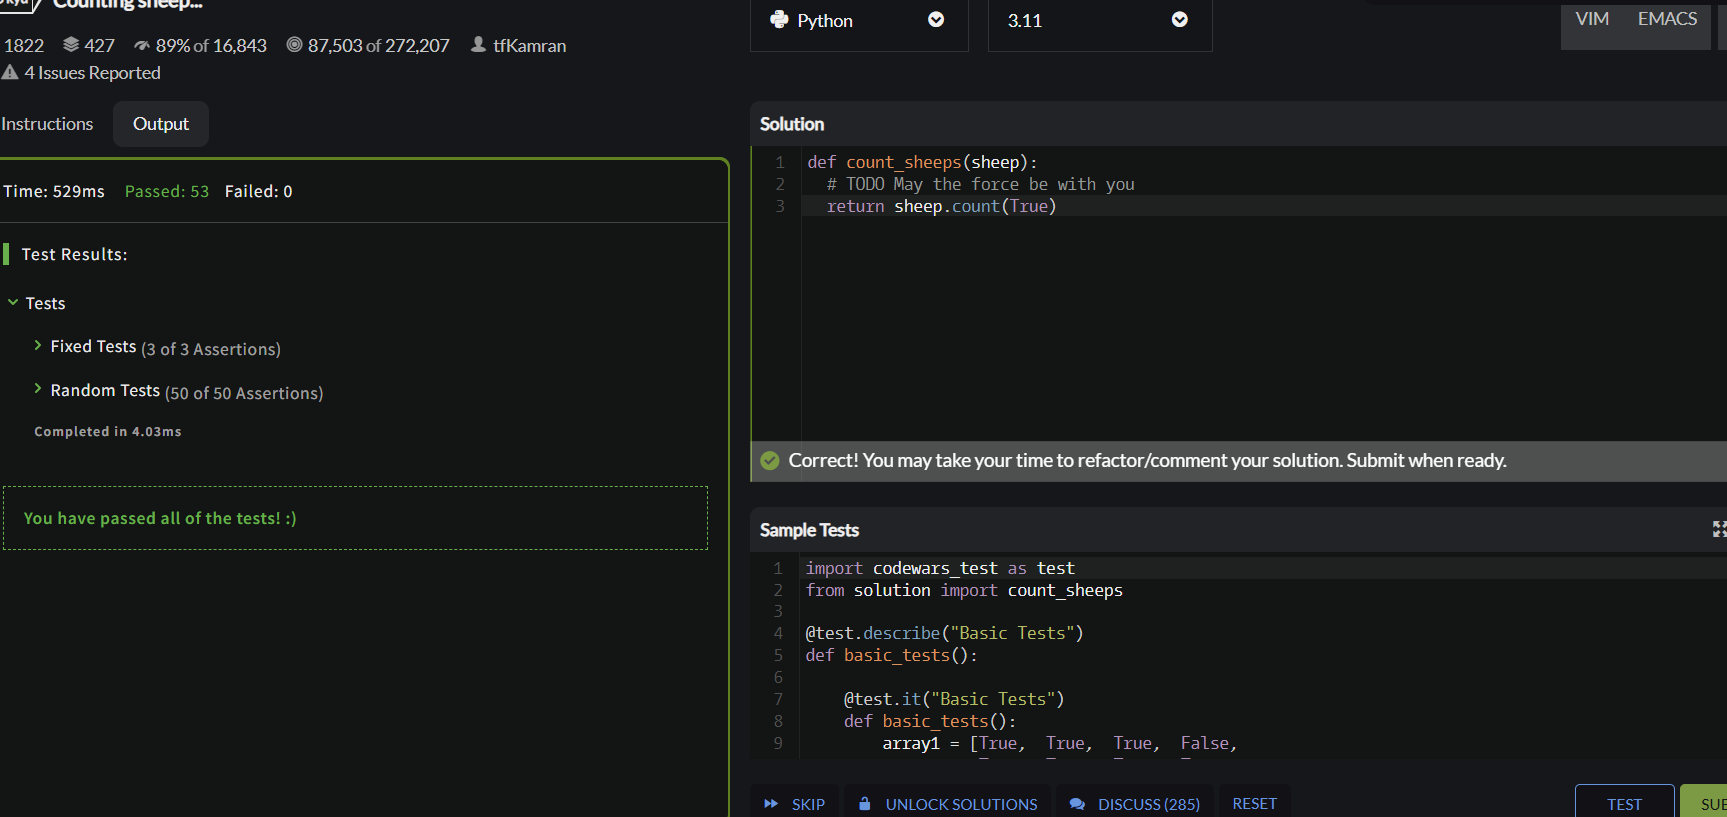 Counting sheep...
1822 427 89% of 16,843 87,503 of 272,207 tfKamran
4 Issues Reported
Instructions Output
Time: 529ms Passed: 53 Failed: 0
Test Results:
Tests
Fixed Tests (3 of 3 Assertions)
Random Tests (50 of 50 Assertions)
Completed in 4.03ms
You have passed all of the tests! :)
Python 3.11 VIM EMACS
Solution
1 def count_sheeps(sheep):
2 # TODO May the force be with you
3 return sheep.count(True)
Correct! You may take your time to refactor/comment your solution. Submit when ready.
Sample Tests
1 import codewars_test as test
2 from solution import count_sheeps
3
4 @test.describe("Basic Tests")
5 def basic_tests():
6
7 @test.it("Basic Tests")
8 def basic_tests():
9 array1 = [True, True, True, False,
SKIP UNLOCK SOLUTIONS DISCUSS (285) RESET TEST SUB